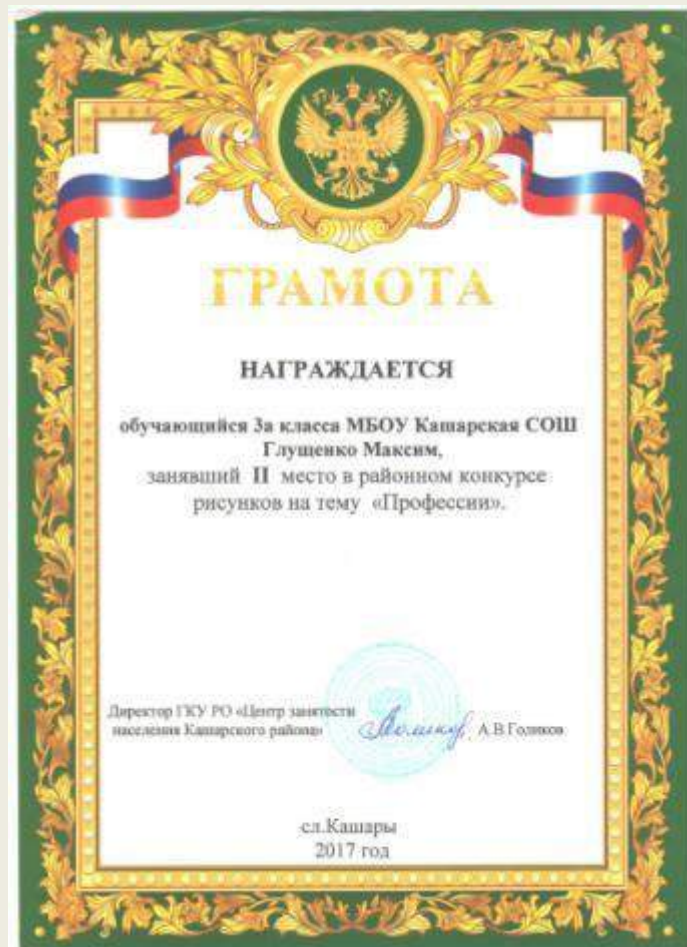 ГРАМОТА
НАГРАЖДАЕТСЯ
обучающийся 3а класса МБОУ Кашарская СОШ
Глущенко Максим,
занявший II место в районном конкурсе
рисунков на тему «Профессии».
Директор ГКУ РО «Центр занятости
населения Кашарского района» А.В.Голиков
сл.Кашары
2017 год